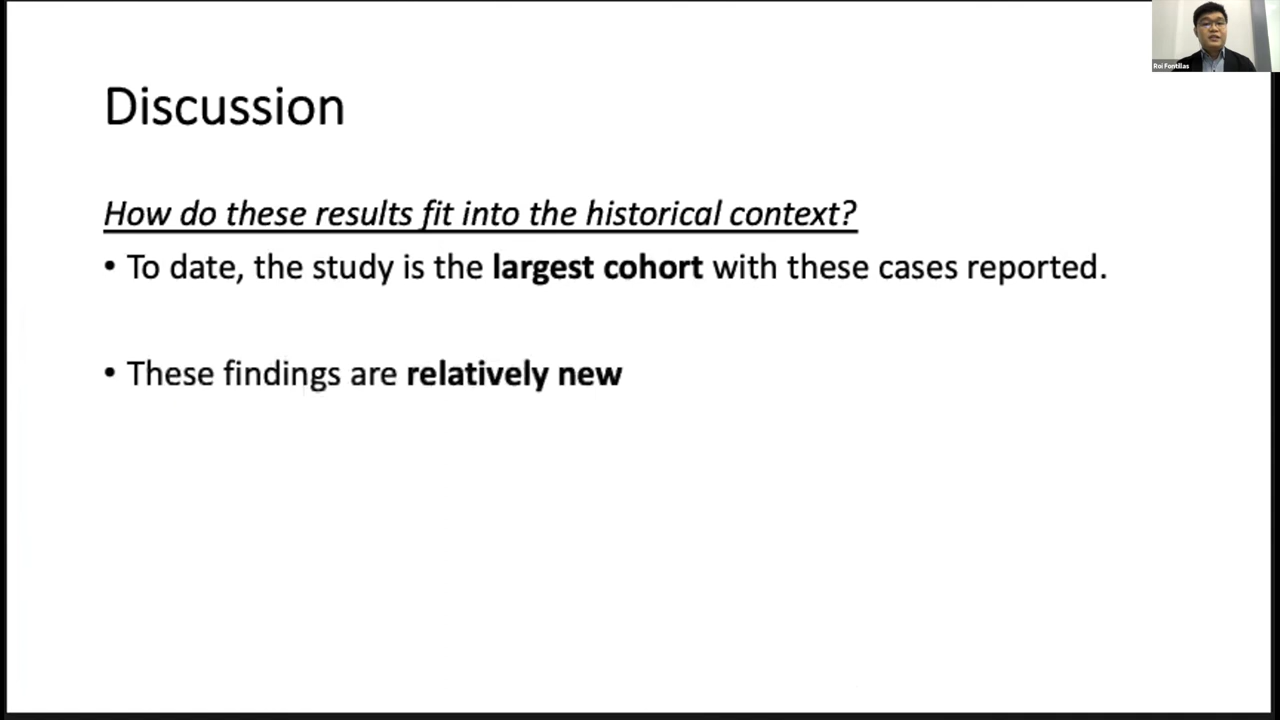 Discussion
How do these results fit into the historical context?
• To date, the study is the largest cohort with these cases reported.
• These findings are relatively new
Roi Fontillas